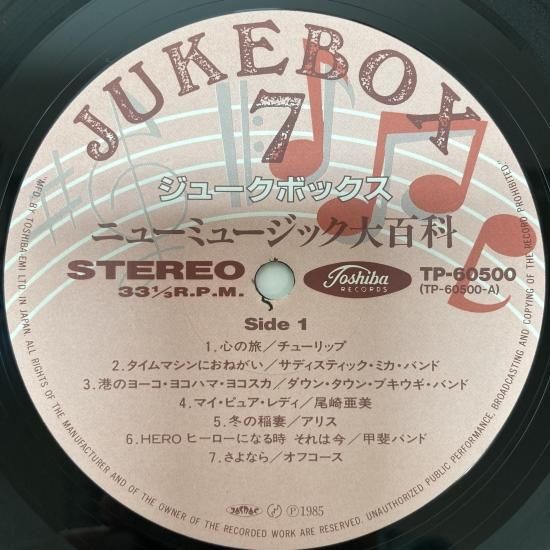 JUKEBOX
7
ジュークボックス
ニューミュージック大百科
STEREO
33⅓R.P.M.
Toshiba
RECORDS
TP-60500
(TP-60500-A)
Side 1
1.心の旅/チューリップ
2.タイムマシンにおねがい/サディスティック・ミカ・バンド
3.港のヨーコ・ヨコハマ・ヨコスカ/ダウン・タウン・ブギウギ・バンド
4.マイ・ピュア・レディ/尾崎亜美
5.冬の稲妻/アリス
6.HERO ヒーローになる時 それは今/甲斐バンド
7.さよなら/オフコース
JASRAC Ⓟ1985
"MFD. BY TOSHIBA-EMI LTD. IN JAPAN. ALL RIGHTS OF THE MANUFACTURER AND OF THE OWNER OF THE RECORDED WORK ARE RESERVED. UNAUTHORIZED PUBLIC PERFORMANCE, BROADCASTING AND COPYING OF THE RECORD PROHIBITED."